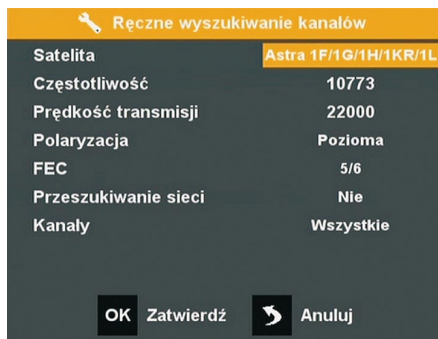 Ręczne wyszukiwanie kanałów
Satelita Astra 1F/1G/1H/1KR/1L
Częstotliwość 10773
Prędkość transmisji 22000
Polaryzacja Pozioma
FEC 5/6
Przeszukiwanie sieci Nie
Kanały Wszystkie
OK Zatwierdź Anuluj